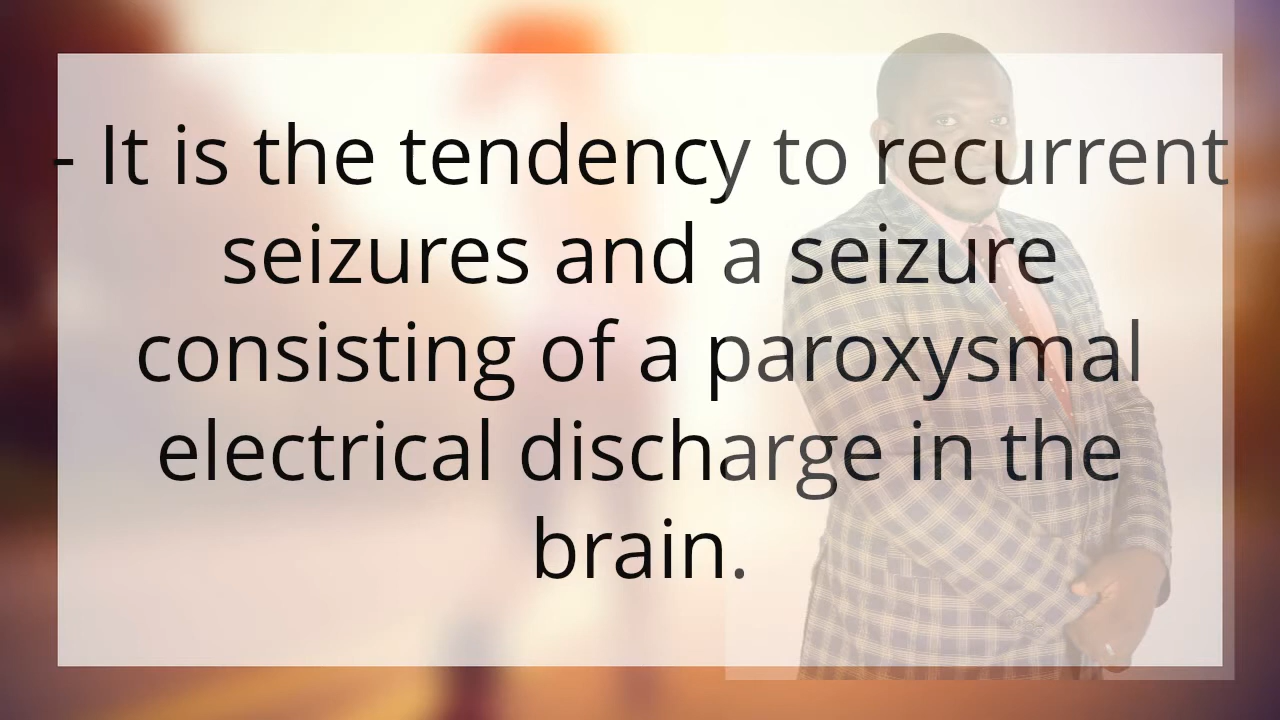 - It is the tendency to recurrent
seizures and a seizure
consisting of a paroxysmal
electrical discharge in the
brain.